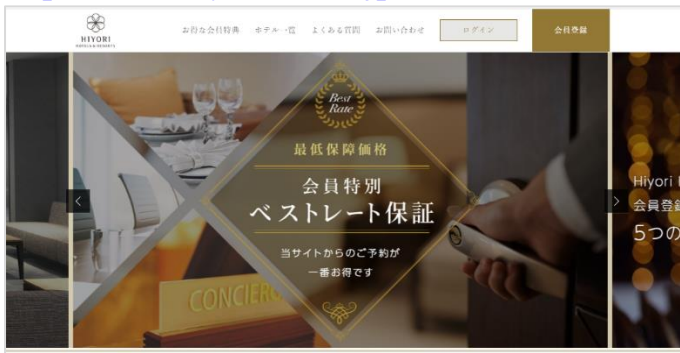 HIYORI
HOTELS & RESORTS
お得な会員特典
ホテル一覧
よくある質問
お問い合わせ
ログイン
会員登録
Best
Rate
最低保障価格
会員特別
ベストレート保証
当サイトからのご予約が
一番お得です
CONCIERG
Hiyori
会員登録
5つの